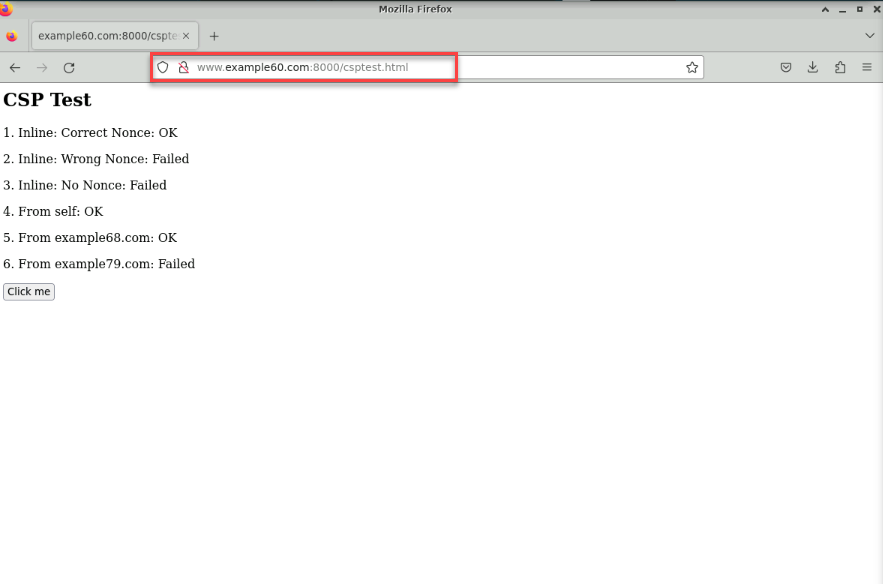 Mozilla Firefox
example60.com:8000/cspte
www.example60.com:8000/csptest.html
CSP Test
1. Inline: Correct Nonce: OK
2. Inline: Wrong Nonce: Failed
3. Inline: No Nonce: Failed
4. From self: OK
5. From example68.com: OK
6. From example79.com: Failed
Click me